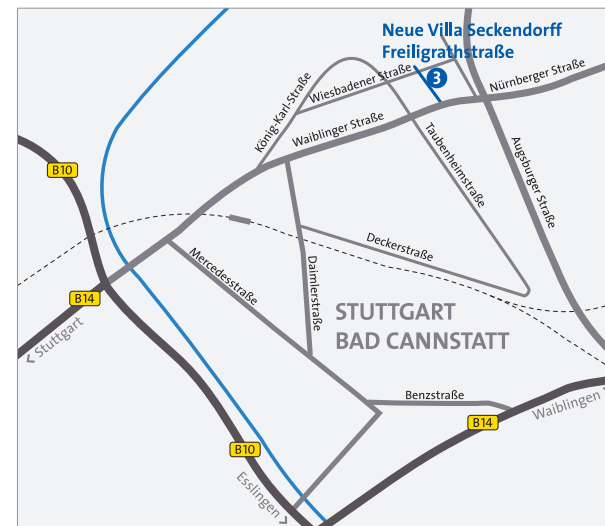 Neue Villa Seckendorff
Freiligrathstraße
3
Wiesbadener Straße
Nürnberger Straße
König-Karl-Straße
Waiblinger Straße
Taubenheimstraße
Augsburger Straße
B10
Deckerstraße
Mercedesstraße
Daimlerstraße
B14
< Stuttgart
STUTTGART
BAD CANNSTATT
Benzstraße
Waiblingen >
B14
B10
Esslingen >